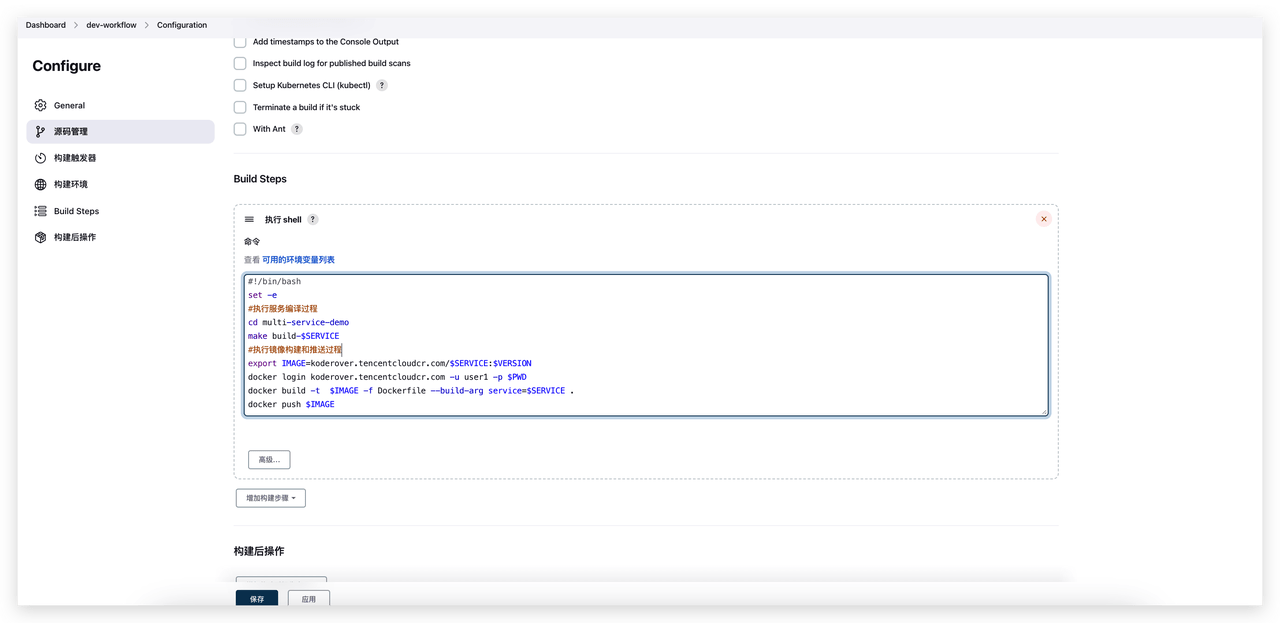 Dashboard > dev-workflow > Configuration
Configure
General
源码管理
构建触发器
构建环境
Build Steps
构建后操作
Add timestamps to the Console Output
Inspect build log for published build scans
Setup Kubernetes CLI (kubectl) ?
Terminate a build if it's stuck
With Ant ?
Build Steps
执行 shell ?
命令
查看 可用的环境变量列表
#!/bin/bash
set -e
#执行服务编译过程
cd multi-service-demo
make build-$SERVICE
#执行镜像构建和推送过程
export IMAGE=koderover.tencentcloudcr.com/$SERVICE:$VERSION
docker login koderover.tencentcloudcr.com -u user1 -p $PWD
docker build -t  $IMAGE -f Dockerfile --build-arg service=$SERVICE .
docker push $IMAGE
高级...
增加构建步骤
构建后操作
保存
应用